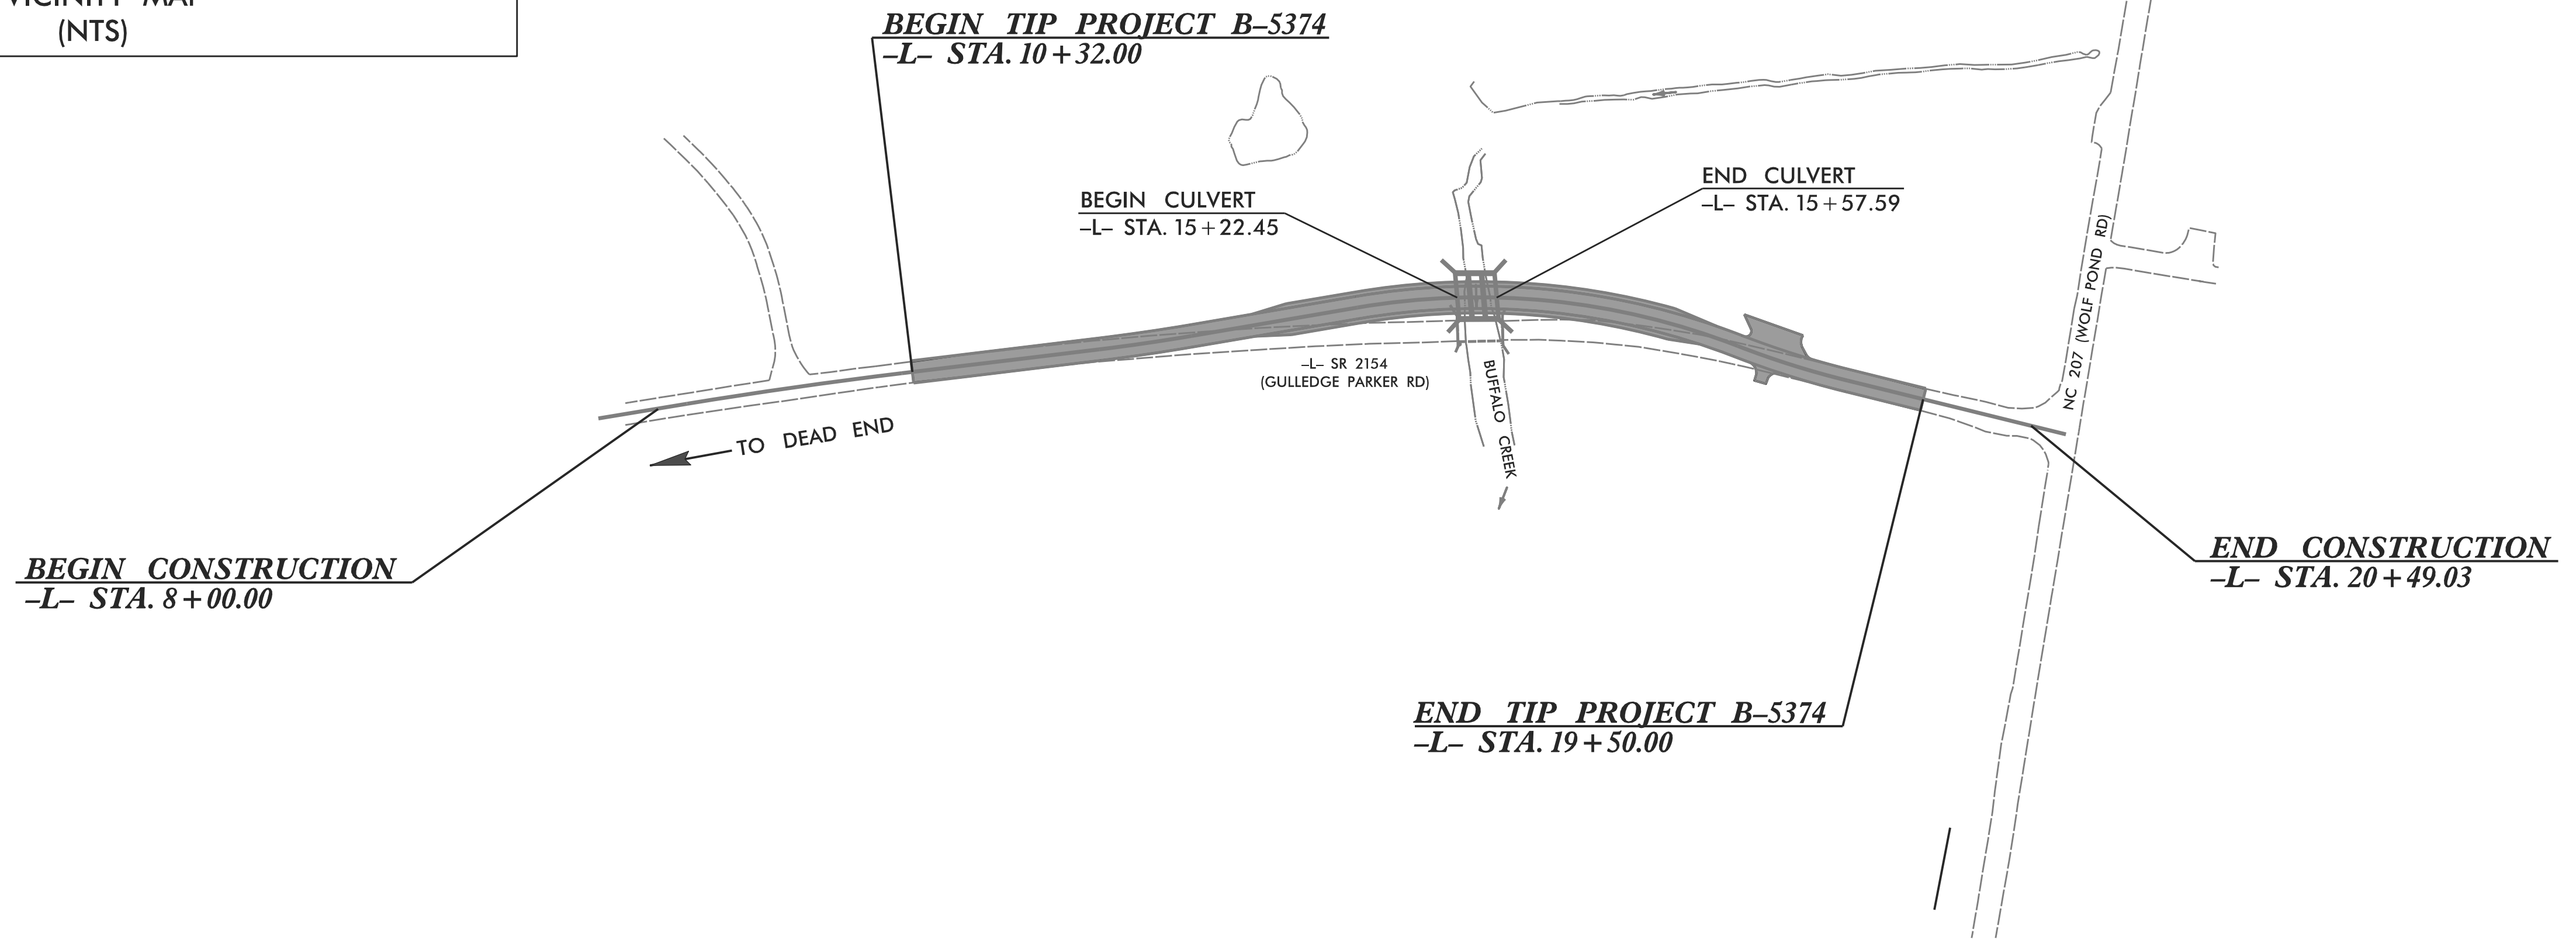 (NTS)
BEGIN TIP PROJECT B–5374
–L– STA. 10+32.00
BEGIN CULVERT
–L– STA. 15+22.45
END CULVERT
–L– STA. 15+57.59
NC 207 (WOLF POND RD)
–L– SR 2154
(GULLEDGE PARKER RD)
BUFFALO CREEK
TO DEAD END
BEGIN CONSTRUCTION
–L– STA. 8+00.00
END CONSTRUCTION
–L– STA. 20+49.03
END TIP PROJECT B–5374
–L– STA. 19+50.00